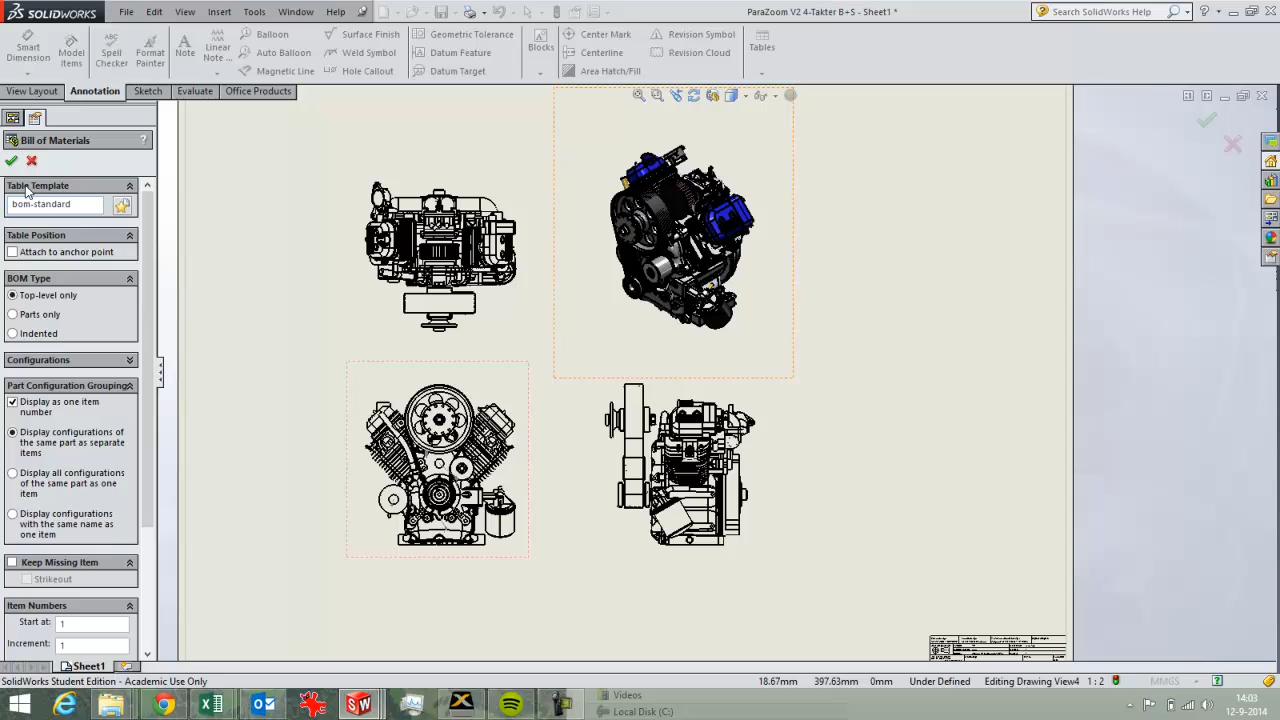 SOLIDWORKS
File Edit View Insert Tools Window Help
ParaZoom V2 4-Takter B+S - Sheet1 *
Search SolidWorks Help
Smart Dimension
Model Items
Spell Checker
Format Painter
Note
Linear Note ...
Balloon
Auto Balloon
Magnetic Line
Surface Finish
Weld Symbol
Hole Callout
Geometric Tolerance
Datum Feature
Datum Target
Blocks
Center Mark
Centerline
Area Hatch/Fill
Revision Symbol
Revision Cloud
Tables
View Layout Annotation Sketch Evaluate Office Products
Bill of Materials ?
Table Template
bom-standard
Table Position
Attach to anchor point
BOM Type
Top-level only
Parts only
Indented
Configurations
Part Configuration Grouping
Display as one item
number
Display configurations of
the same part as separate
items
Display all configurations
of the same part as one
item
Display configurations
with the same name as
one item
Keep Missing Item
Strikeout
Item Numbers
Start at: 1
Increment: 1
Sheet1
SolidWorks Student Edition - Academic Use Only
18.67mm 397.63mm 0mm Under Defined Editing Drawing View4 1 : 2 MMGS
Videos
Local Disk (C:)
14:03
12-9-2014